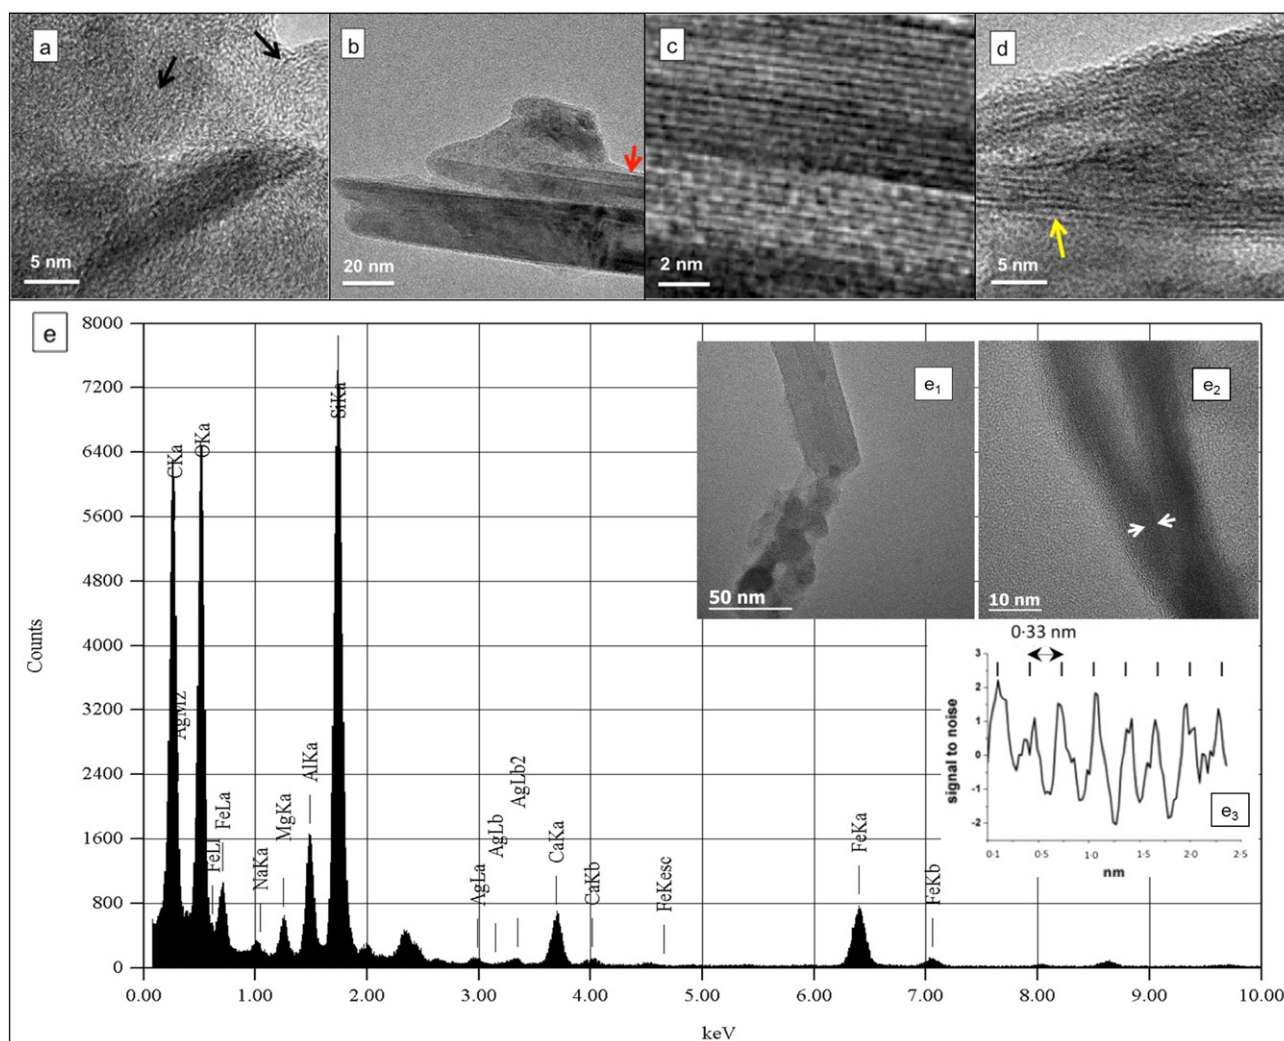 a
b
c
d
5 nm
20 nm
2 nm
5 nm
e
8000
7200
6400
5600
4800
4000
3200
2400
1600
800
0
Counts
CKa
AgMz
OKa
FeLl
FeLa
NaKa
MgKa
AlKa
SiKa
AgLa
AgLb
AgLb2
CaKa
CaKb
FeKesc
FeKa
FeKb
0.00
1.00
2.00
3.00
4.00
5.00
6.00
7.00
8.00
9.00
10.00
keV
e1
50 nm
e2
10 nm
0·33 nm
3
2
1
0
-1
-2
signal to noise
e3
0·1
0·5
1·0
1·5
2·0
2·5
nm